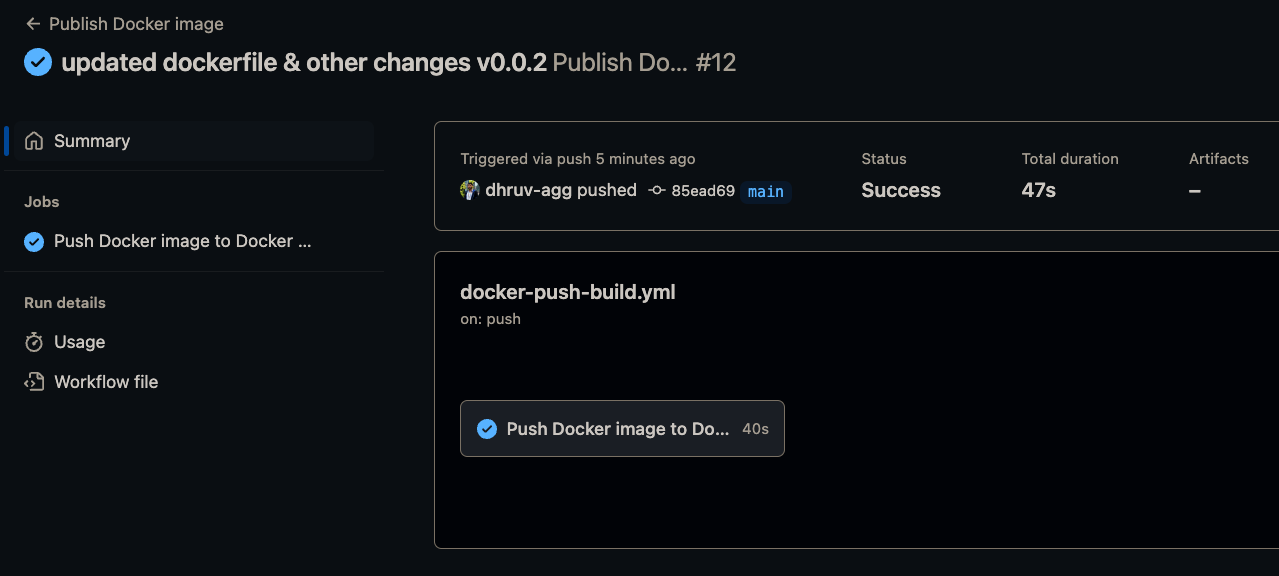 ← Publish Docker image
updated dockerfile & other changes v0.0.2 Publish Do... #12
Summary
Jobs
Push Docker image to Docker ...
Run details
Usage
Workflow file
Triggered via push 5 minutes ago
dhruv-agg pushed 85ead69 main
Status
Success
Total duration
47s
Artifacts
–
docker-push-build.yml
on: push
Push Docker image to Do... 40s